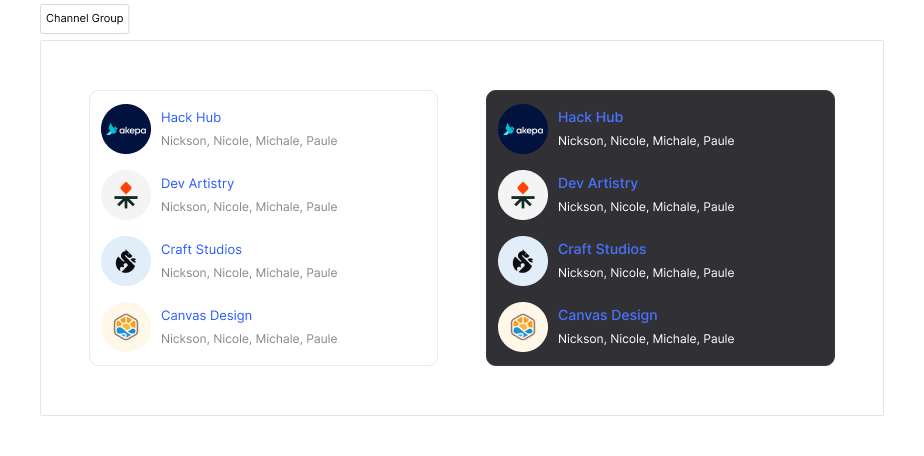 Channel Group
akepa
Hack Hub
Nickson, Nicole, Michale, Paule
Dev Artistry
Nickson, Nicole, Michale, Paule
Craft Studios
Nickson, Nicole, Michale, Paule
Canvas Design
Nickson, Nicole, Michale, Paule
akepa
Hack Hub
Nickson, Nicole, Michale, Paule
Dev Artistry
Nickson, Nicole, Michale, Paule
Craft Studios
Nickson, Nicole, Michale, Paule
Canvas Design
Nickson, Nicole, Michale, Paule